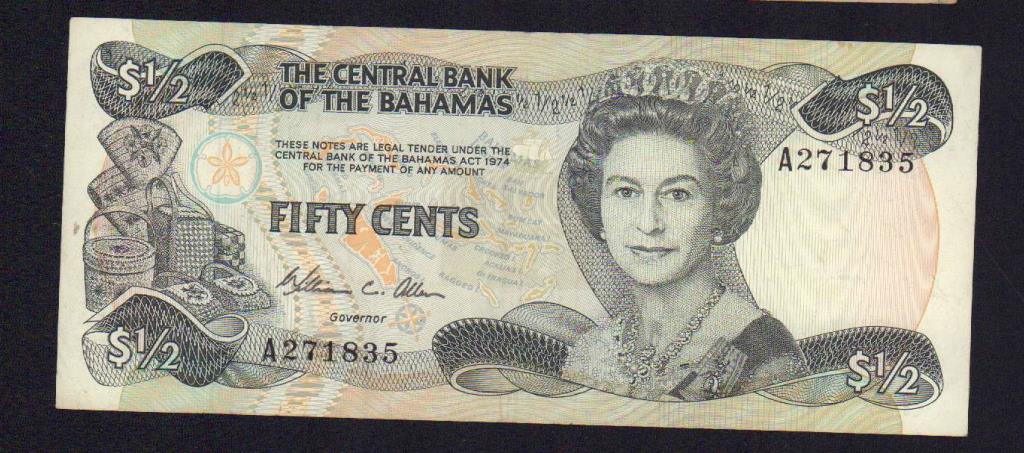 $1/2
THE CENTRAL BANK
OF THE BAHAMAS
$1/2
THESE NOTES ARE LEGAL TENDER UNDER THE
CENTRAL BANK OF THE BAHAMAS ACT 1974
FOR THE PAYMENT OF ANY AMOUNT
A271835
FIFTY CENTS
William C. Allen
Governor
A271835
$1/2
$1/2